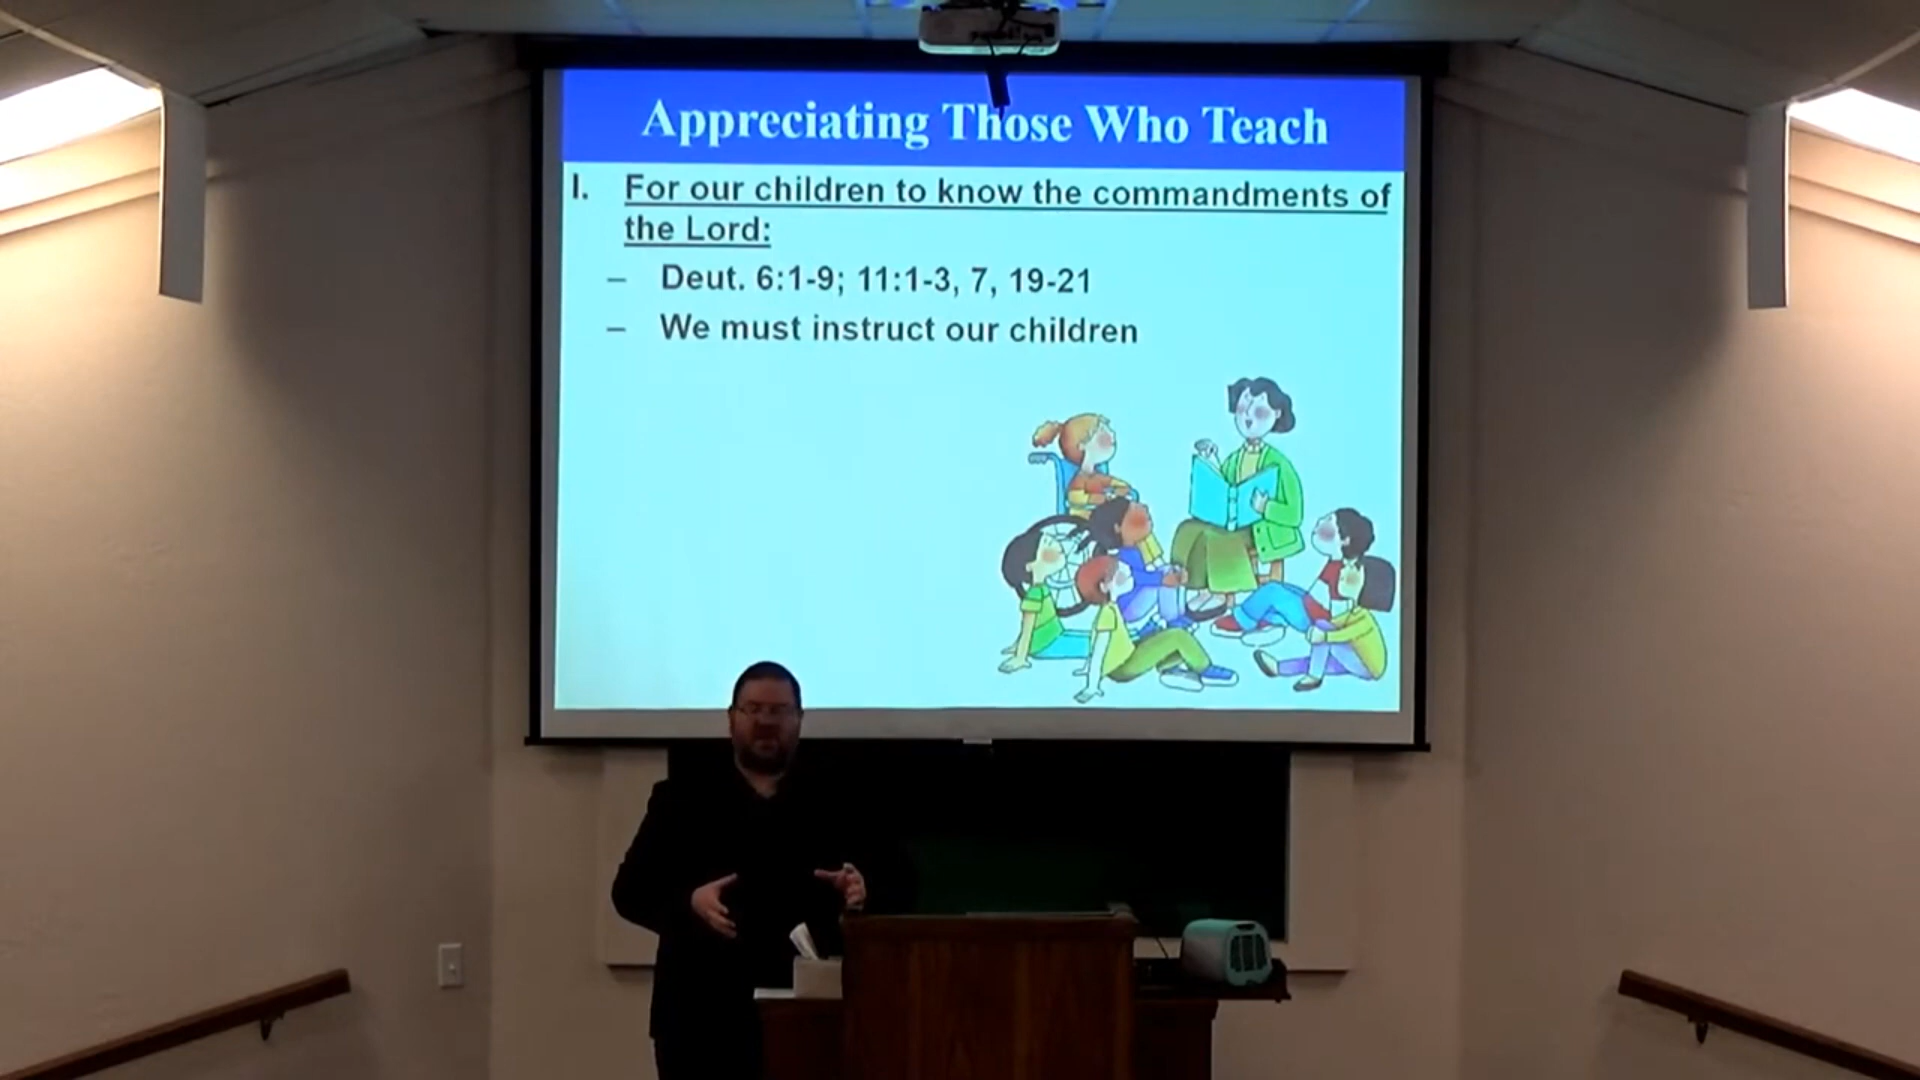 Appreciating Those Who Teach
I. For our children to know the commandments of
the Lord:
– Deut. 6:1-9; 11:1-3, 7, 19-21
– We must instruct our children